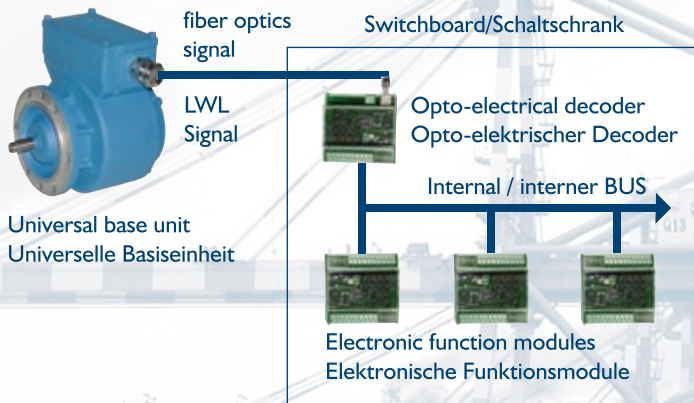 fiber optics
signal
Switchboard/Schaltschrank
LWL
Signal
Opto-electrical decoder
Opto-elektrischer Decoder
Internal / interner BUS
Universal base unit
Universelle Basiseinheit
Q13
Electronic function modules
Elektronische Funktionsmodule